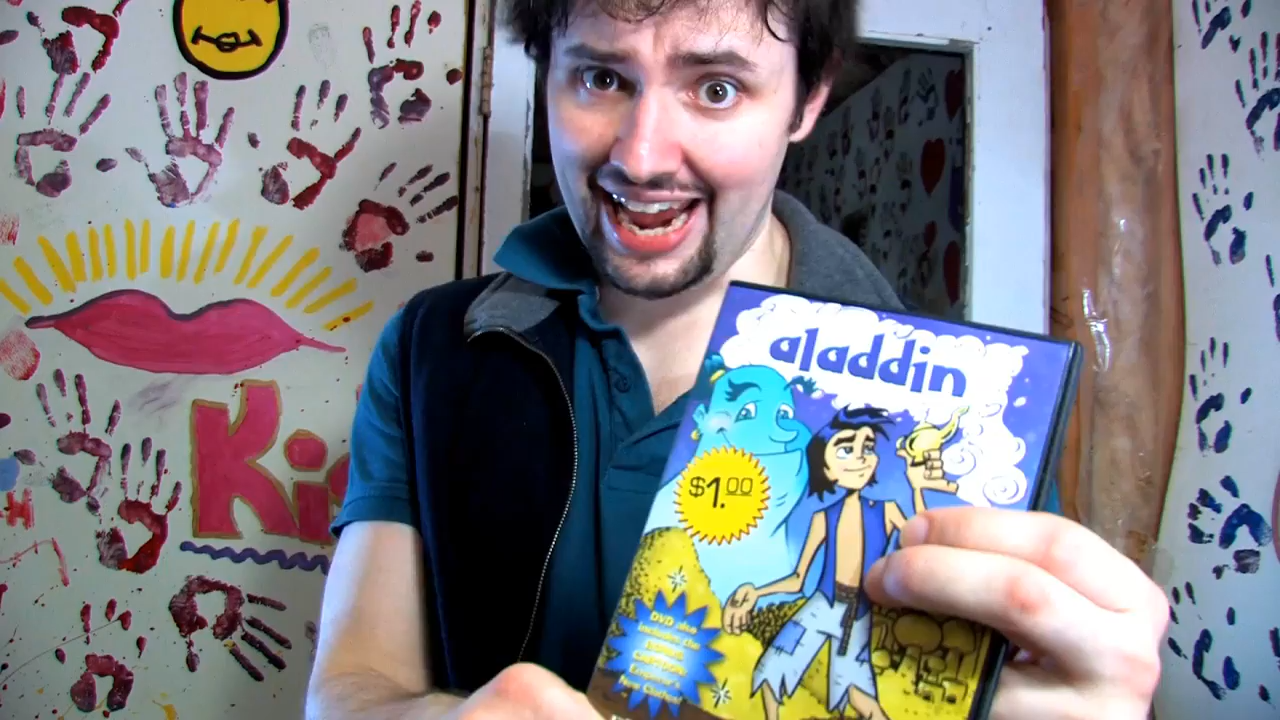 Ki
aladdin
$1.00
DVD also
includes the
Emperor's
New Clothes!